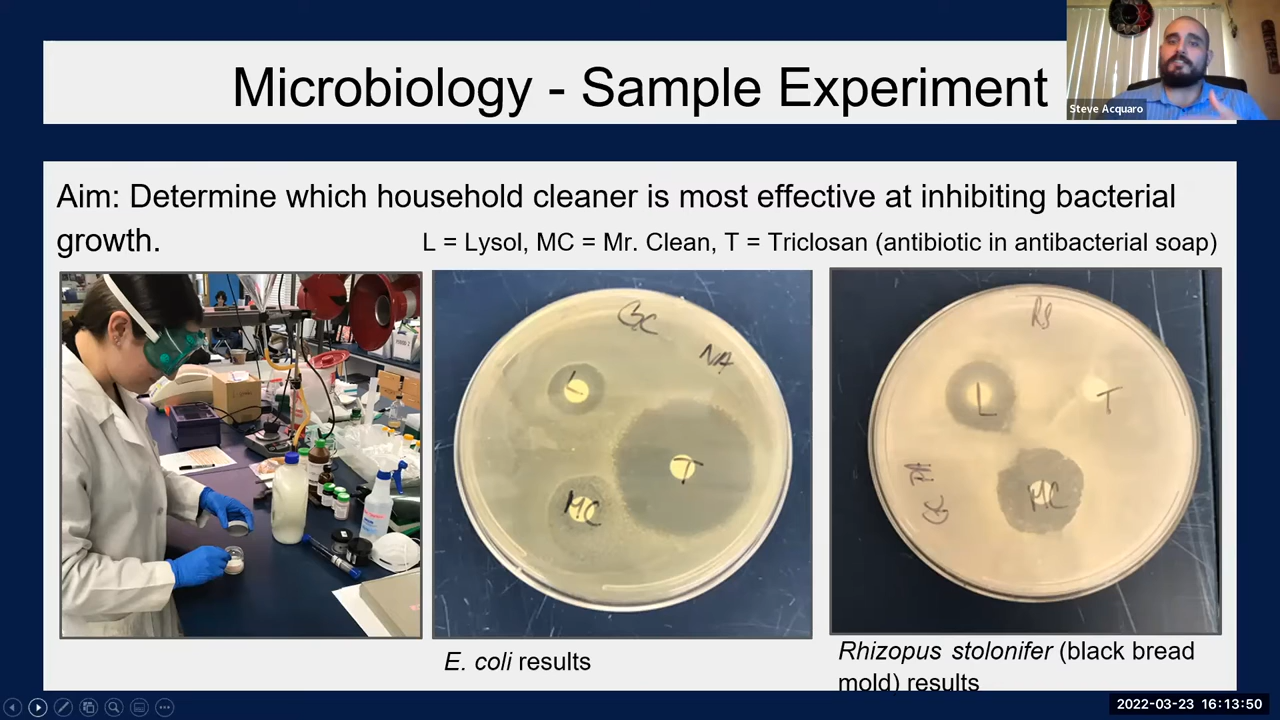 Microbiology - Sample Experiment
Steve Acquaro
Aim: Determine which household cleaner is most effective at inhibiting bacterial
growth.
L = Lysol, MC = Mr. Clean, T = Triclosan (antibiotic in antibacterial soap)
NA
L
T
MC
RS
L
T
MC
E. coli results
Rhizopus stolonifer (black bread
mold) results
2022-03-23 16:13:50